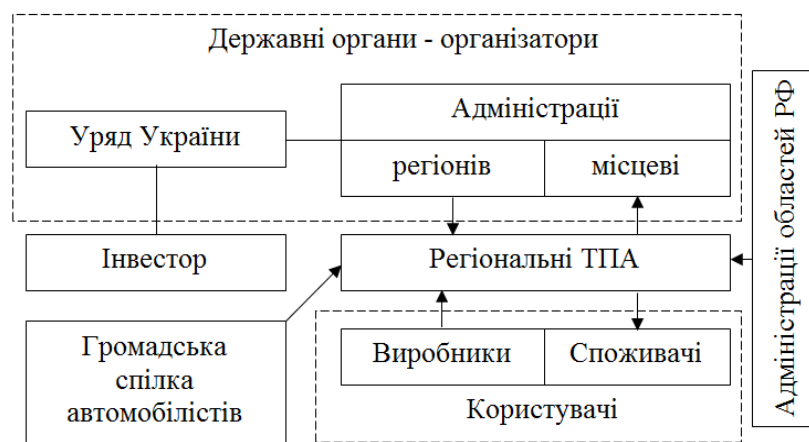 Державні органи - організатори
Адміністрації
Уряд України
регіонів
місцеві
Адміністрації областей РФ
Інвестор
Регіональні ТПА
Громадська
спілка
автомобілістів
Виробники
Споживачі
Користувачі